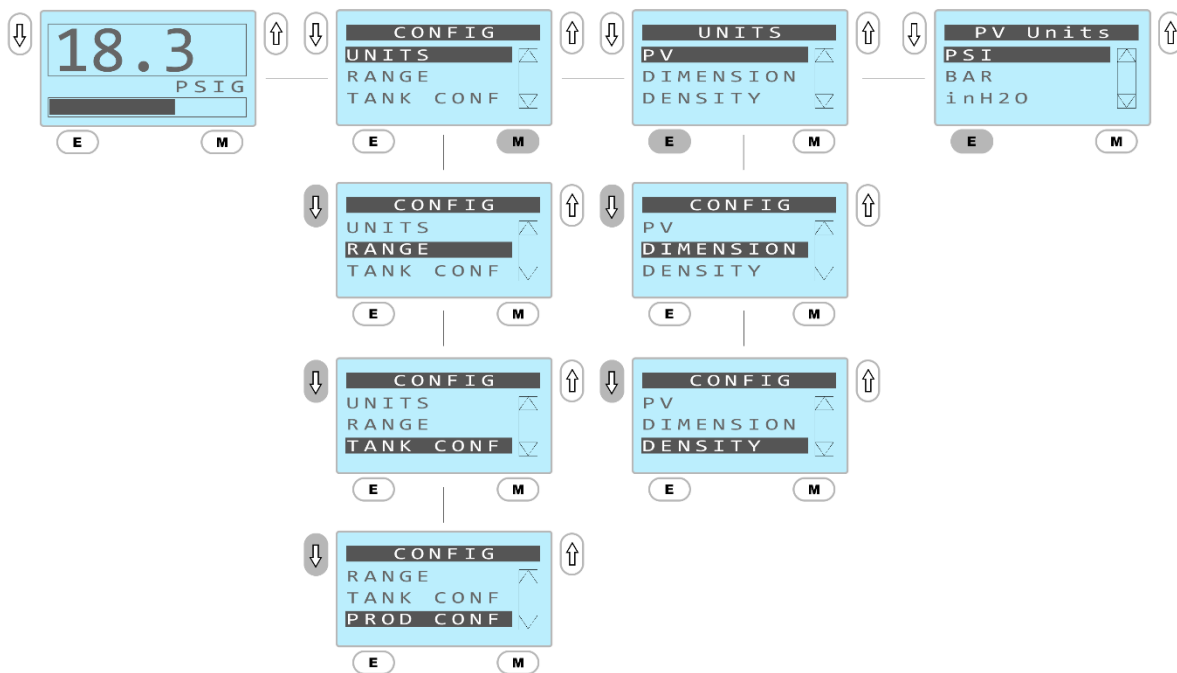 18.3
PSIG
E M
CONFIG
UNITS
RANGE
TANK CONF
E M
UNITS
PV
DIMENSION
DENSITY
E M
PV Units
PSI
BAR
inH2O
E M
CONFIG
UNITS
RANGE
TANK CONF
E M
CONFIG
PV
DIMENSION
DENSITY
E M
CONFIG
UNITS
RANGE
TANK CONF
E M
CONFIG
PV
DIMENSION
DENSITY
E M
CONFIG
RANGE
TANK CONF
PROD CONF
E M